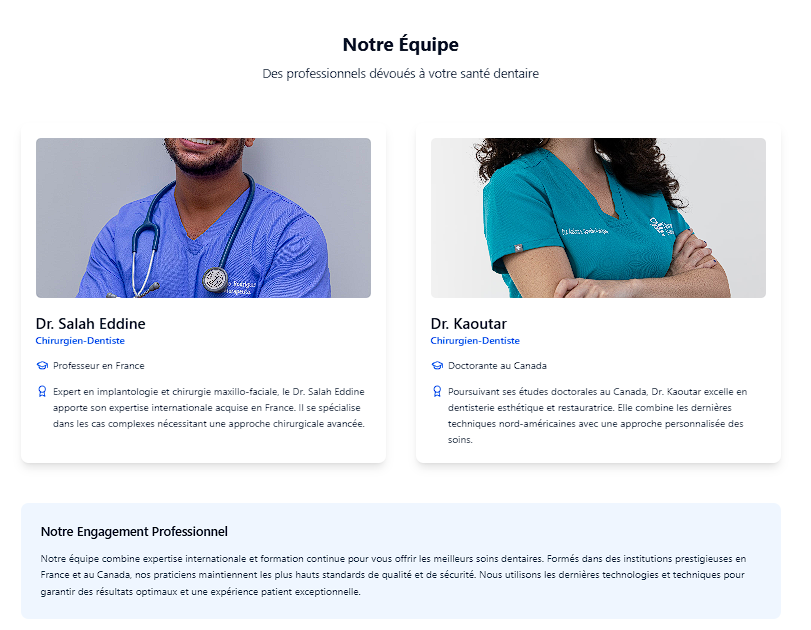 Notre Équipe
Des professionnels dévoués à votre santé dentaire
Dr. Salah Eddine
Chirurgien-Dentiste
Professeur en France
Expert en implantologie et chirurgie maxillo-faciale, le Dr. Salah Eddine
apporte son expertise internationale acquise en France. Il se spécialise
dans les cas complexes nécessitant une approche chirurgicale avancée.
Dr. Kaoutar
Chirurgien-Dentiste
Doctorante au Canada
Poursuivant ses études doctorales au Canada, Dr. Kaoutar excelle en
dentisterie esthétique et restauratrice. Elle combine les dernières
techniques nord-américaines avec une approche personnalisée des
soins.
Notre Engagement Professionnel
Notre équipe combine expertise internationale et formation continue pour vous offrir les meilleurs soins dentaires. Formés dans des institutions prestigieuses en
France et au Canada, nos praticiens maintiennent les plus hauts standards de qualité et de sécurité. Nous utilisons les dernières technologies et techniques pour
garantir des résultats optimaux et une expérience patient exceptionnelle.